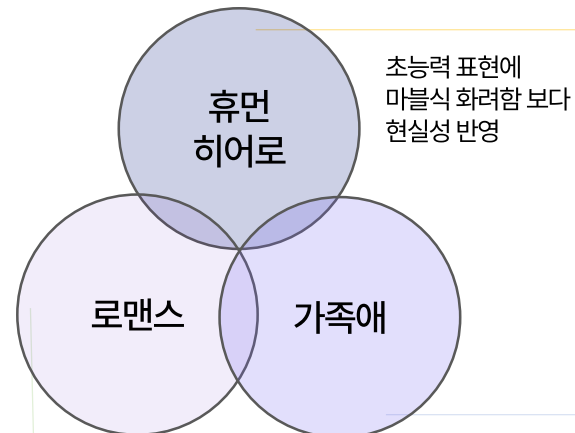 휴먼
히어로
초능력 표현에
마블식 화려함 보다
현실성 반영
로맨스
가족애